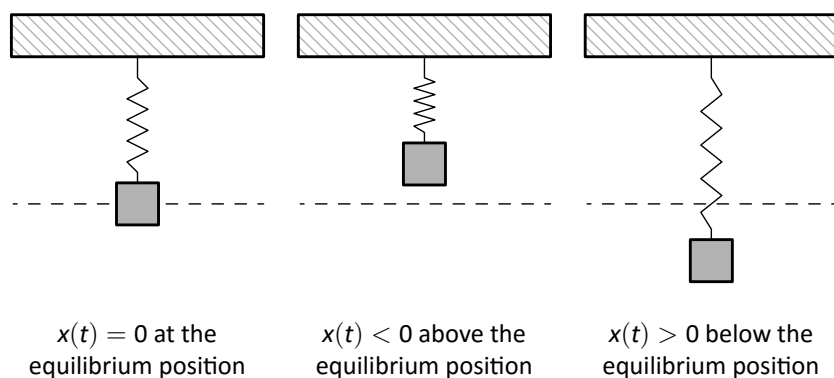 x(t) = 0 at the
equilibrium position
x(t) < 0 above the
equilibrium position
x(t) > 0 below the
equilibrium position